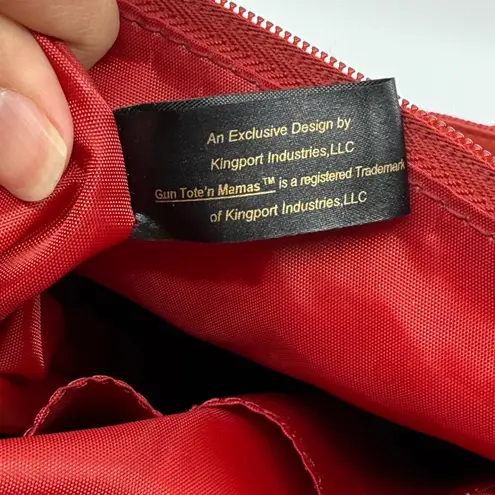 An Exclusive Design by
Kingport Industries,LLC
Gun Tote'n Mamas™ is a registered Trademark
of Kingport Industries,LLC